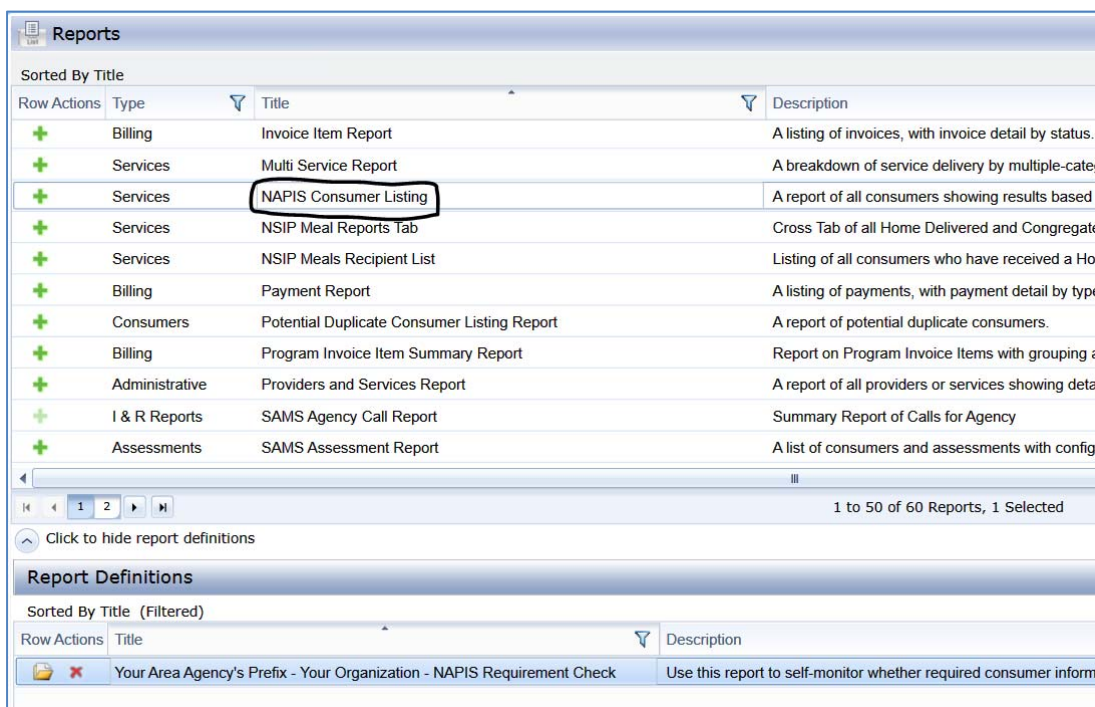 List Reports
Sorted By Title
Row Actions Type Title Description
Billing Invoice Item Report A listing of invoices, with invoice detail by status.
Services Multi Service Report A breakdown of service delivery by multiple-cate
Services NAPIS Consumer Listing A report of all consumers showing results based
Services NSIP Meal Reports Tab Cross Tab of all Home Delivered and Congregate
Services NSIP Meals Recipient List Listing of all consumers who have received a Ho
Billing Payment Report A listing of payments, with payment detail by type
Consumers Potential Duplicate Consumer Listing Report A report of potential duplicate consumers.
Billing Program Invoice Item Summary Report Report on Program Invoice Items with grouping a
Administrative Providers and Services Report A report of all providers or services showing deta
I & R Reports SAMS Agency Call Report Summary Report of Calls for Agency
Assessments SAMS Assessment Report A list of consumers and assessments with config
1 2 1 to 50 of 60 Reports, 1 Selected
Click to hide report definitions
Report Definitions
Sorted By Title (Filtered)
Row Actions Title Description
Your Area Agency's Prefix - Your Organization - NAPIS Requirement Check Use this report to self-monitor whether required consumer inform